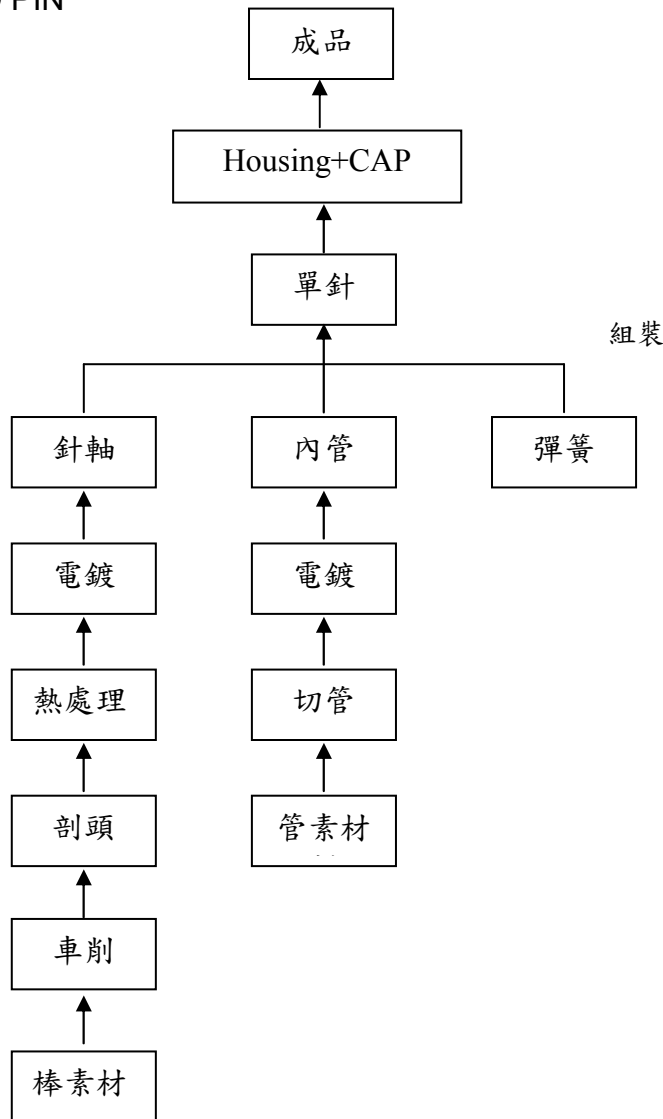 PIN
成品
Housing+CAP
單針
組裝
針軸
內管
彈簧
電鍍
電鍍
熱處理
切管
剖頭
管素材
車削
棒素材